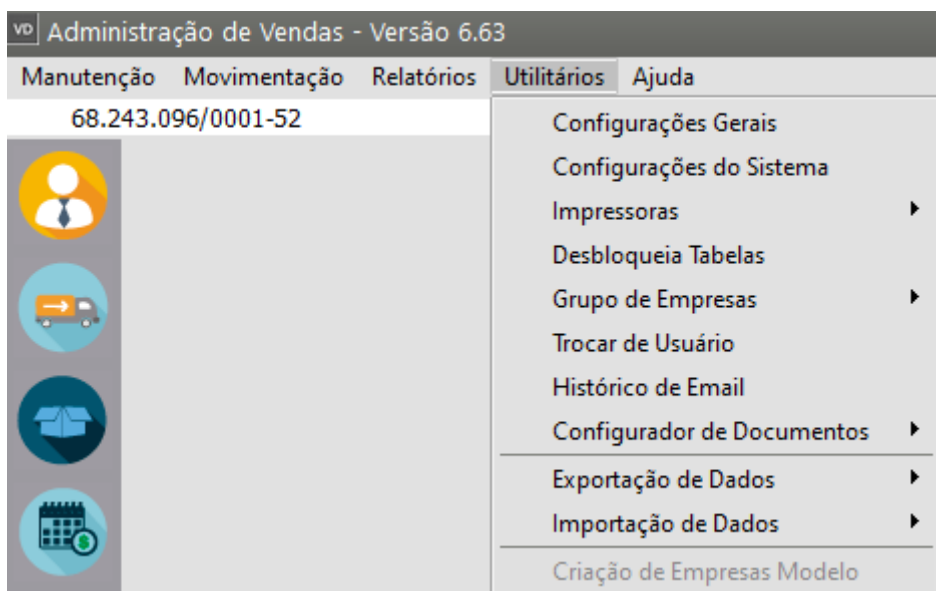 VD Administração de Vendas - Versão 6.63
Manutenção Movimentação Relatórios Utilitários Ajuda
68.243.096/0001-52
Configurações Gerais
Configurações do Sistema
Impressoras
Desbloqueia Tabelas
Grupo de Empresas
Trocar de Usuário
Histórico de Email
Configurador de Documentos
Exportação de Dados
Importação de Dados
Criação de Empresas Modelo
$